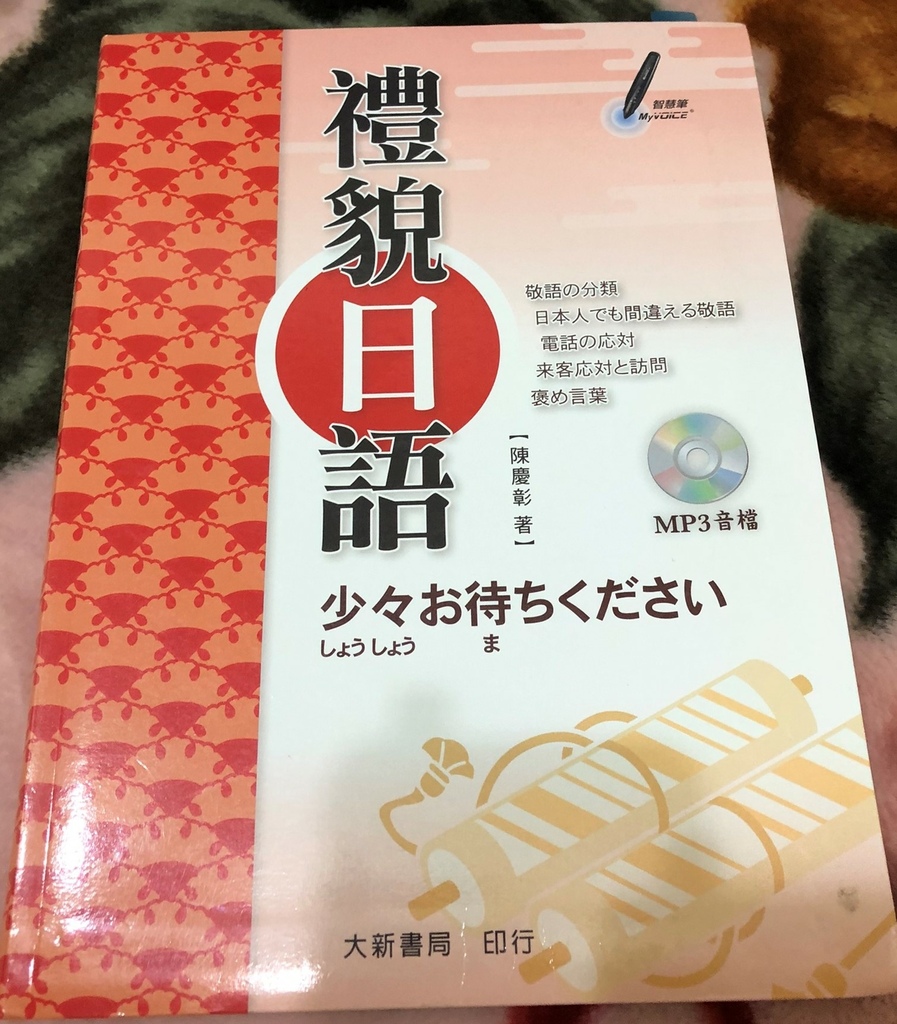 智慧筆
MyVOICE®
禮貌日語
敬語の分類
日本人でも間違える敬語
電話の応対
来客応対と訪問
褒め言葉
【陳慶彰 著】
MP3音檔
少々お待ちください
しょうしょう ま
大新書局 印行